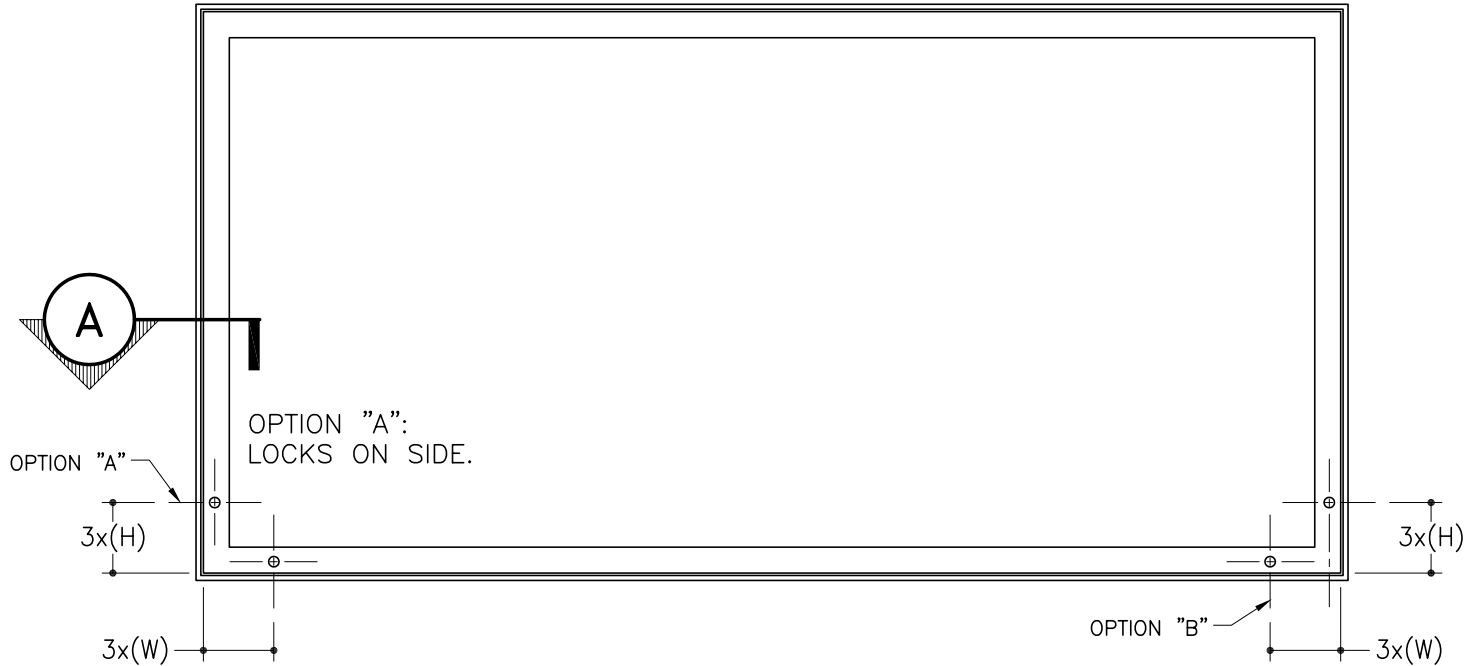 A
OPTION "A":
LOCKS ON SIDE.
OPTION "A"
3x(H)
3x(H)
OPTION "B"
3x(W)
3x(W)